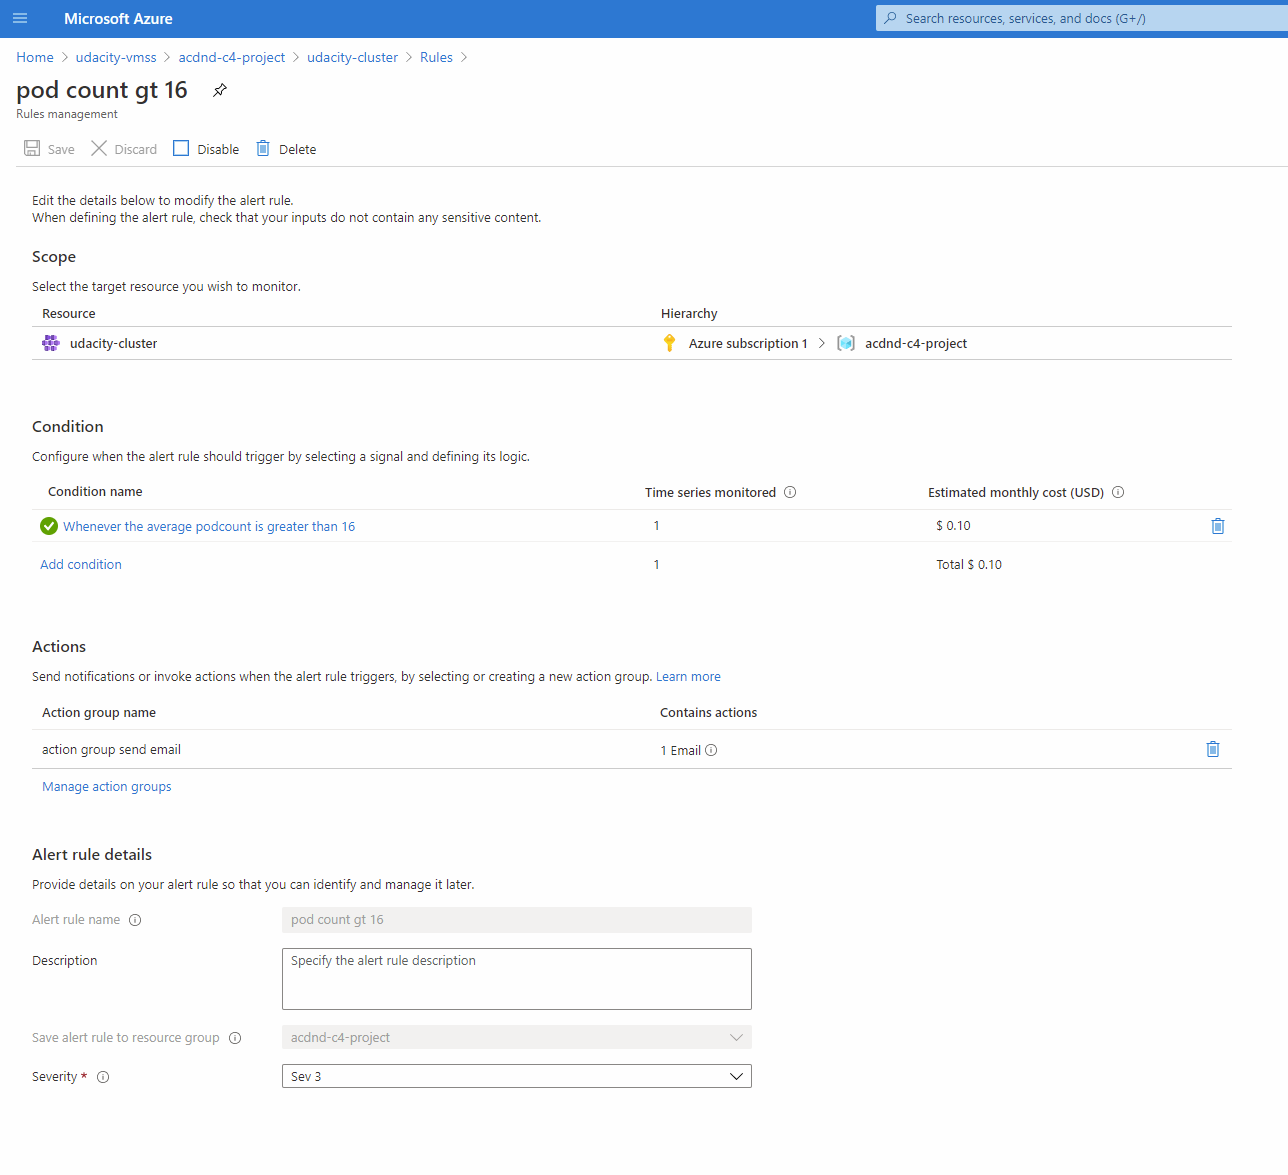 Microsoft Azure
Search resources, services, and docs (G+/)
Home > udacity-vmss > acdnd-c4-project > udacity-cluster > Rules >
pod count gt 16
Rules management
Save Discard Disable Delete
Edit the details below to modify the alert rule.
When defining the alert rule, check that your inputs do not contain any sensitive content.
Scope
Select the target resource you wish to monitor.
Resource Hierarchy
udacity-cluster Azure subscription 1 > acdnd-c4-project
Condition
Configure when the alert rule should trigger by selecting a signal and defining its logic.
Condition name Time series monitored Estimated monthly cost (USD)
Whenever the average podcount is greater than 16 1 $ 0.10
Add condition 1 Total $ 0.10
Actions
Send notifications or invoke actions when the alert rule triggers, by selecting or creating a new action group. Learn more
Action group name Contains actions
action group send email 1 Email
Manage action groups
Alert rule details
Provide details on your alert rule so that you can identify and manage it later.
Alert rule name pod count gt 16
Description Specify the alert rule description
Save alert rule to resource group acdnd-c4-project
Severity * Sev 3